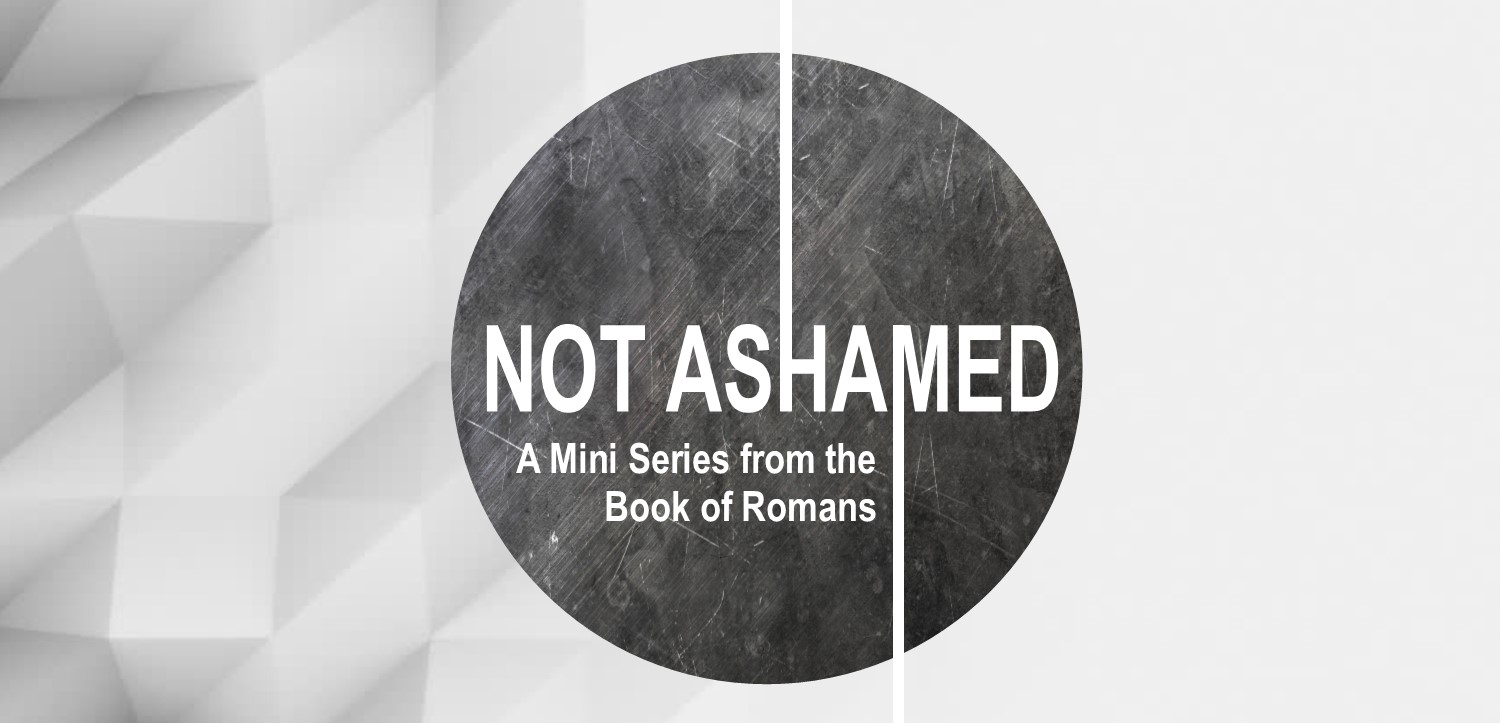 NOT ASHAMED
A Mini Series from the
Book of Romans